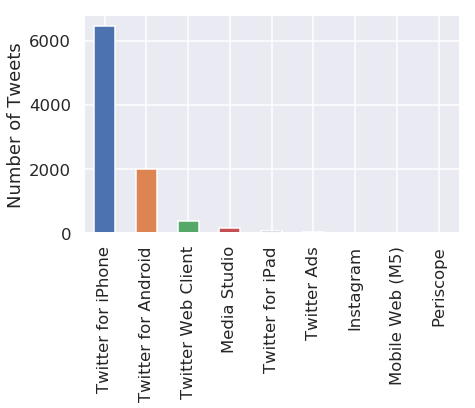 Number of Tweets
6000
4000
2000
0
Twitter for iPhone
Twitter for Android
Twitter Web Client
Media Studio
Twitter for iPad
Twitter Ads
Instagram
Mobile Web (M5)
Periscope